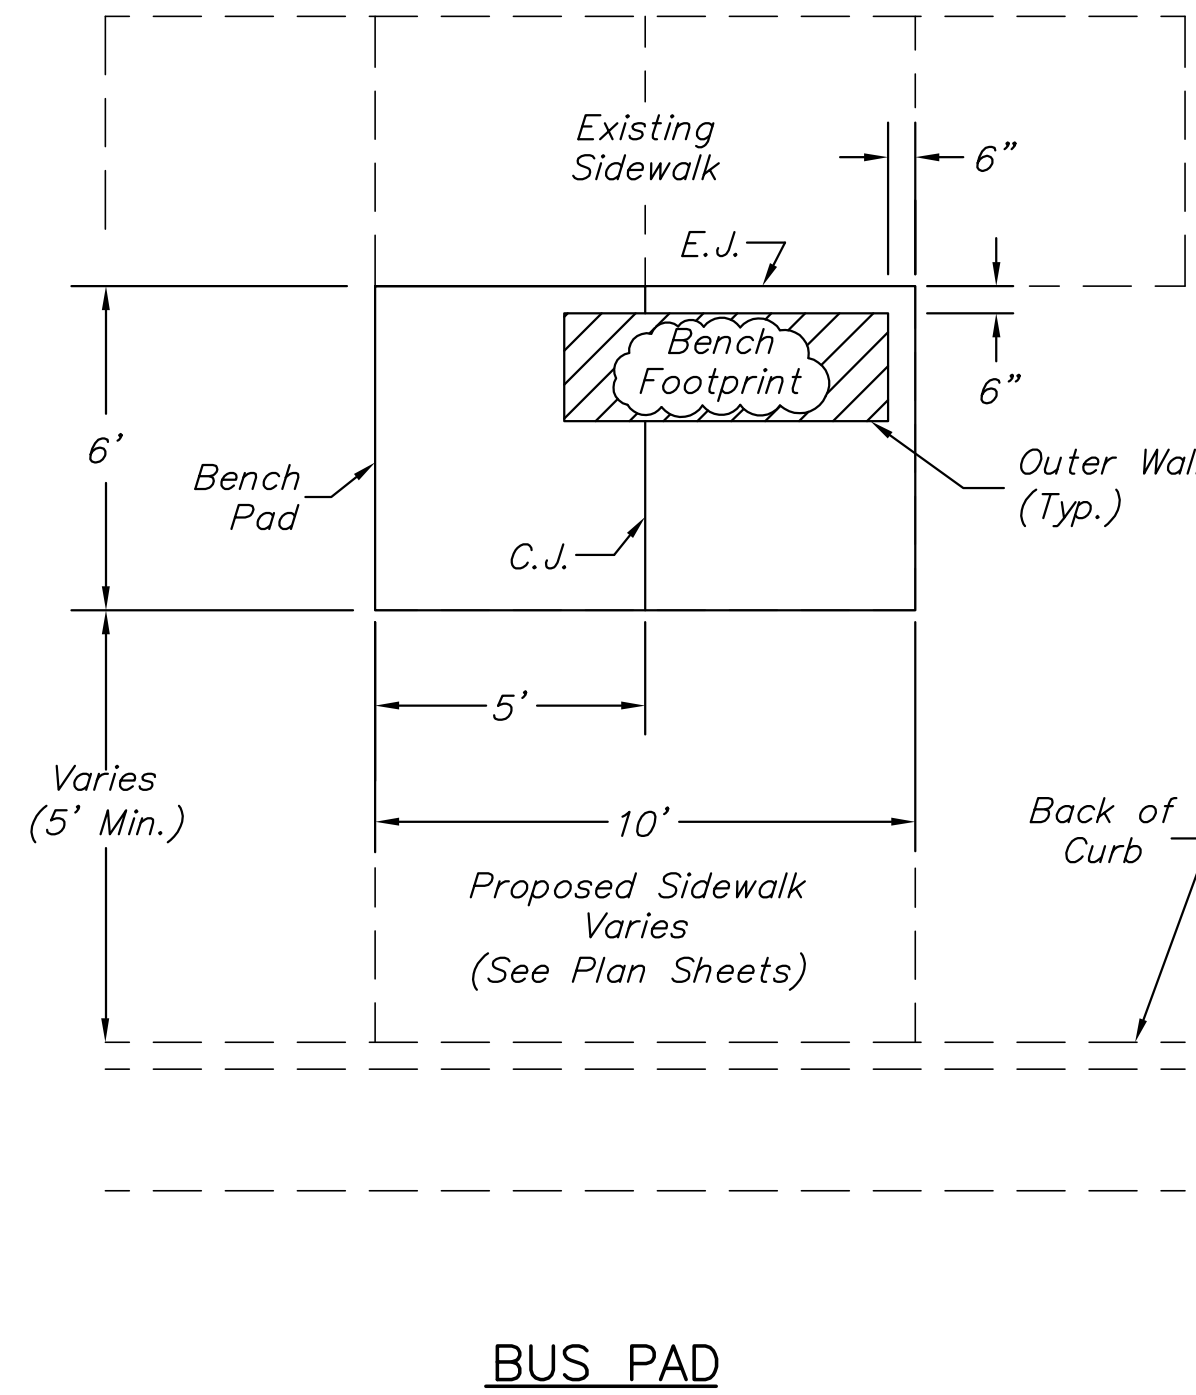 Existing
Sidewalk
6"
E.J.
Bench
Footprint
6"
6'
Bench
Pad
Outer
(Typ.)
C.J.
5'
Varies
(5' Min.)
10'
Back of
Curb
Proposed Sidewalk
Varies
(See Plan Sheets)
BUS PAD